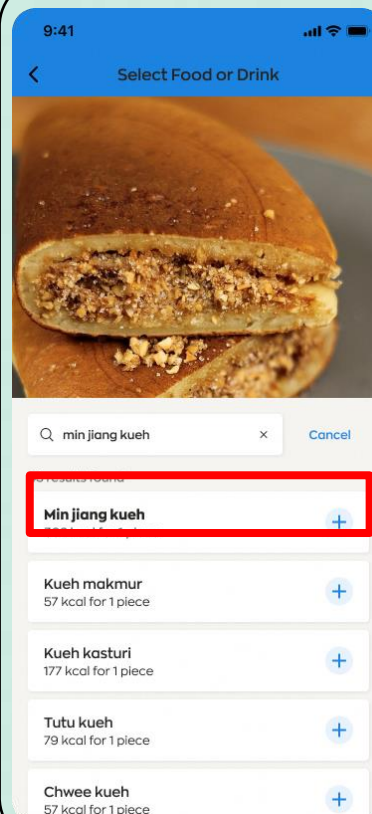 9:41
Select Food or Drink
min jiang kueh
Cancel
results found
Min jiang kueh
Kueh makmur
57 kcal for 1 piece
Kueh kasturi
177 kcal for 1 piece
Tutu kueh
79 kcal for 1 piece
Chwee kueh
57 kcal for 1 piece